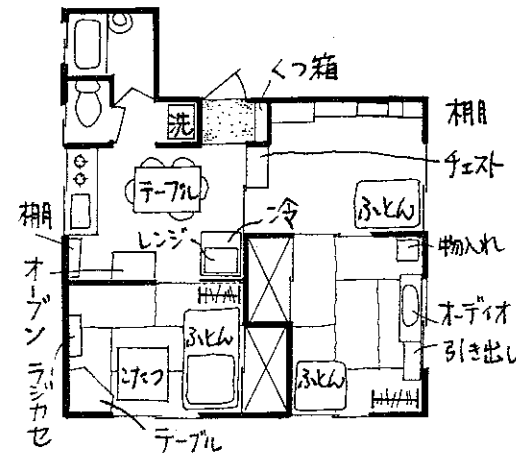 くつ箱
洗
棚
チェスト
テーブル
ふとん
冷
レンジ
棚
物入れ
オーブン
オーディオ
ふとん
こたつ
引き出し
ふとん
ラジカセ
テーブル